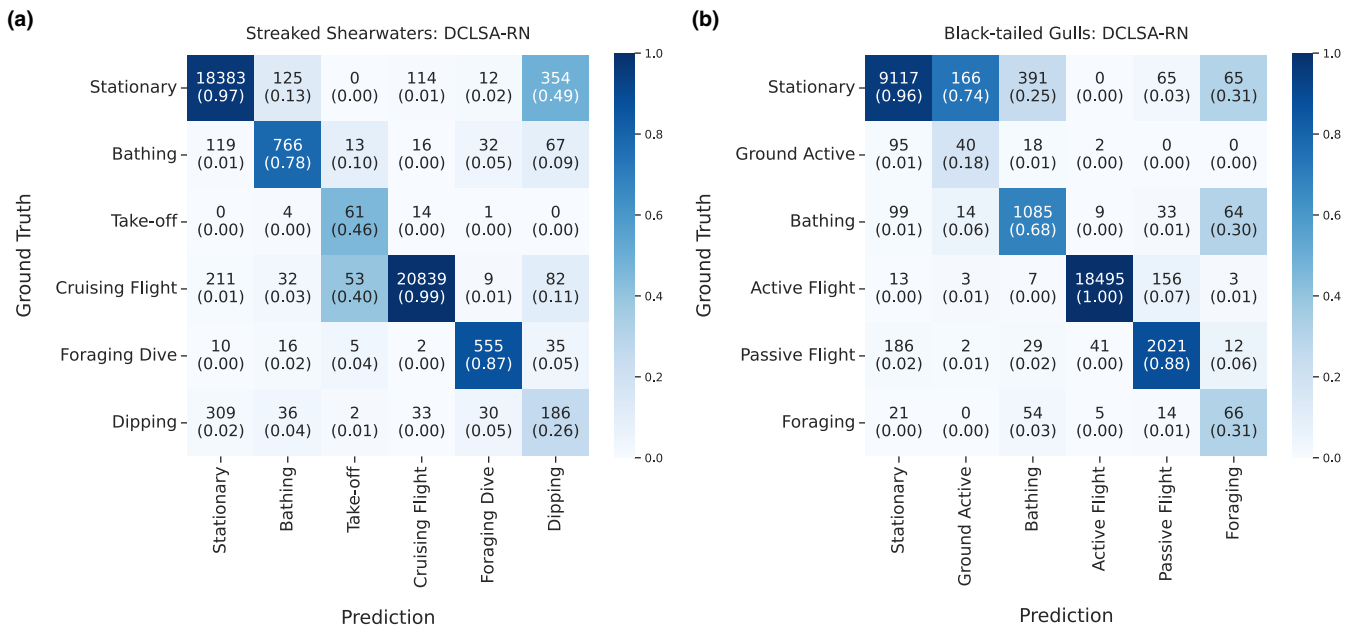 (a)
Streaked Shearwaters: DCLSA-RN
Ground Truth
Stationary
18383 125 0 114 12 354
(0.97) (0.13) (0.00) (0.01) (0.02) (0.49)
Bathing
119 766 13 16 32 67
(0.01) (0.78) (0.10) (0.00) (0.05) (0.09)
Take-off
0 4 61 14 1 0
(0.00) (0.00) (0.46) (0.00) (0.00) (0.00)
Cruising Flight
211 32 53 20839 9 82
(0.01) (0.03) (0.40) (0.99) (0.01) (0.11)
Foraging Dive
10 16 5 2 555 35
(0.00) (0.02) (0.04) (0.00) (0.87) (0.05)
Dipping
309 36 2 33 30 186
(0.02) (0.04) (0.01) (0.00) (0.05) (0.26)
Stationary
Bathing
Take-off
Cruising Flight
Foraging Dive
Dipping
Prediction
1.0
0.8
0.6
0.4
0.2
0.0
(b)
Black-tailed Gulls: DCLSA-RN
Ground Truth
Stationary
9117 166 391 0 65 65
(0.96) (0.74) (0.25) (0.00) (0.03) (0.31)
Ground Active
95 40 18 2 0 0
(0.01) (0.18) (0.01) (0.00) (0.00) (0.00)
Bathing
99 14 1085 9 33 64
(0.01) (0.06) (0.68) (0.00) (0.01) (0.30)
Active Flight
13 3 7 18495 156 3
(0.00) (0.01) (0.00) (1.00) (0.07) (0.01)
Passive Flight
186 2 29 41 2021 12
(0.02) (0.01) (0.02) (0.00) (0.88) (0.06)
Foraging
21 0 54 5 14 66
(0.00) (0.00) (0.03) (0.00) (0.01) (0.31)
Stationary
Ground Active
Bathing
Active Flight
Passive Flight
Foraging
Prediction
1.0
0.8
0.6
0.4
0.2
0.0